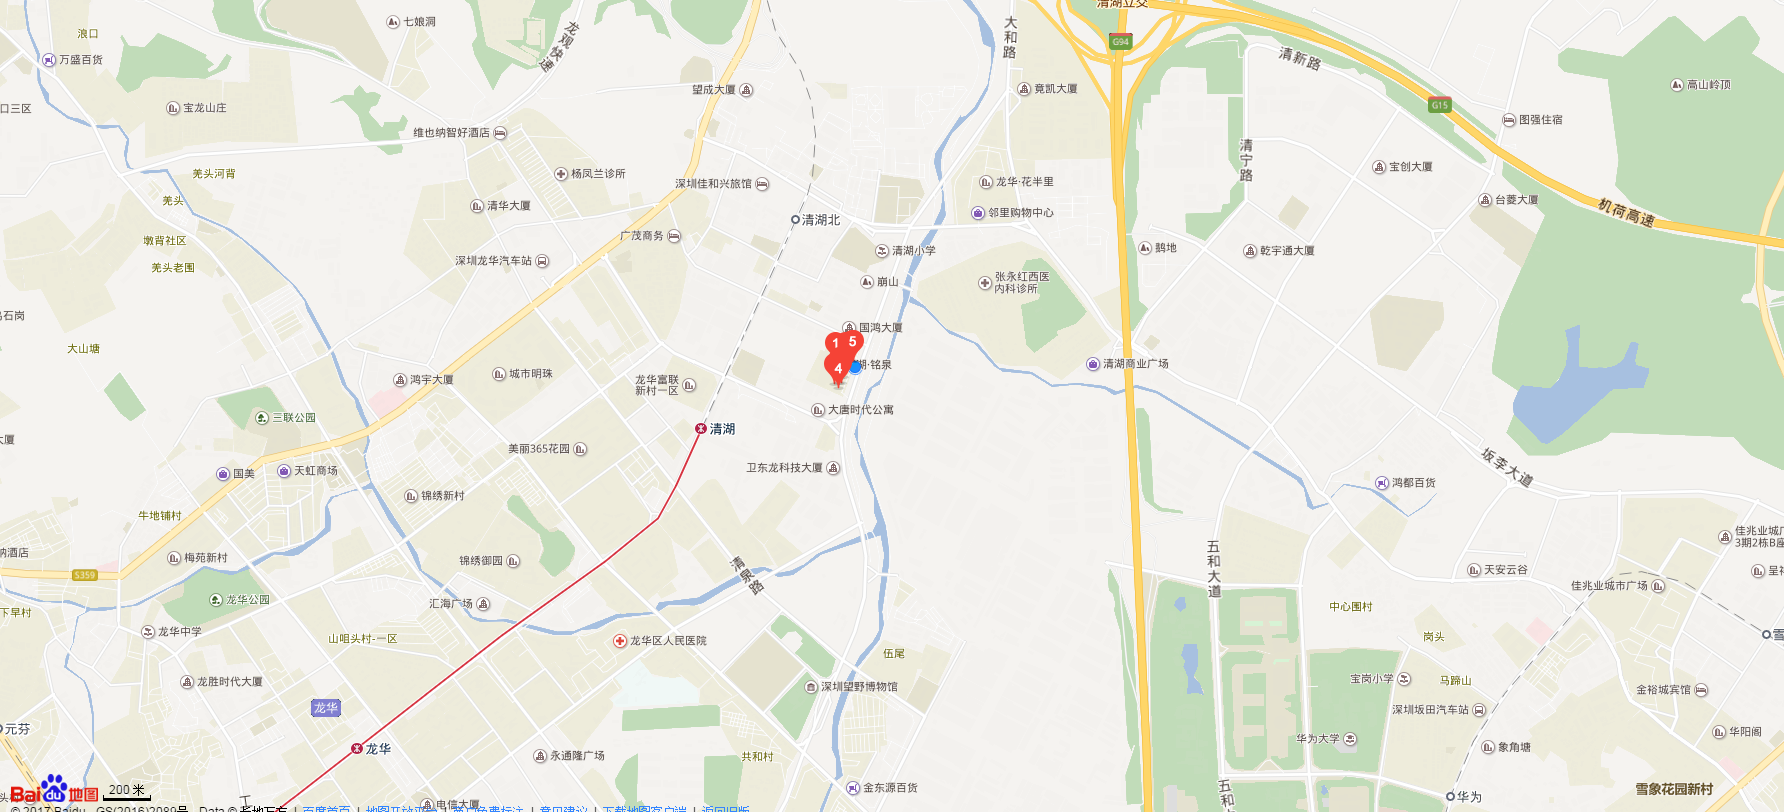 清湖立交
七娘洞
大和路
龙观快速
浪口
G94
清新路
万盛百货
望成大厦
竟凯大厦
高山岭顶
口三区
宝龙山庄
G15
图强住宿
维也纳智好酒店
清宁路
羌头河背
杨凤兰诊所
深圳佳和兴旅馆
龙华·花半里
宝创大厦
羌头
清华大厦
台菱大厦
邻里购物中心
机荷高速
清湖北
墩背社区
广茂商务
鹅地
乾宇通大厦
清湖小学
深圳龙华汽车站
羌头老围
崩山
张永红西医
内科诊所
石岗
国鸿大厦
大山塘
1
5
湖·铭泉
清湖商业广场
4
鸿宇大厦
城市明珠
龙华富联
新村一区
大唐时代公寓
三联公园
清湖
大厦
美丽365花园
坂李大道
国美
天虹商场
卫东龙科技大厦
鸿都百货
锦绣新村
牛地铺村
佳兆业城广
3期2栋B座
纳酒店
梅苑新村
锦绣御园
五和大道
清泉路
S359
天安云谷
呈祥
佳兆业城市广场
龙华公园
汇海广场
中心围村
下早村
龙华中学
山咀头村-一区
龙华区人民医院
岗头
雪
伍尾
龙胜时代大厦
深圳望野博物馆
宝岗小学
马蹄山
金裕城宾馆
龙华
深圳坂田汽车站
元芬
华阳阁
龙华
永通隆广场
共和村
华为大学
象角塘
Baidu地图
200 米
金东源百货
五和
华为
雪象花园新村
电信大厦
© 2017 Baidu - GS(2016)2089号 - Data © 长地万方 | 百度首页 | 地图开放平台 | 商户免费标注 | 意见建议 | 下载地图客户端 | 返回旧版